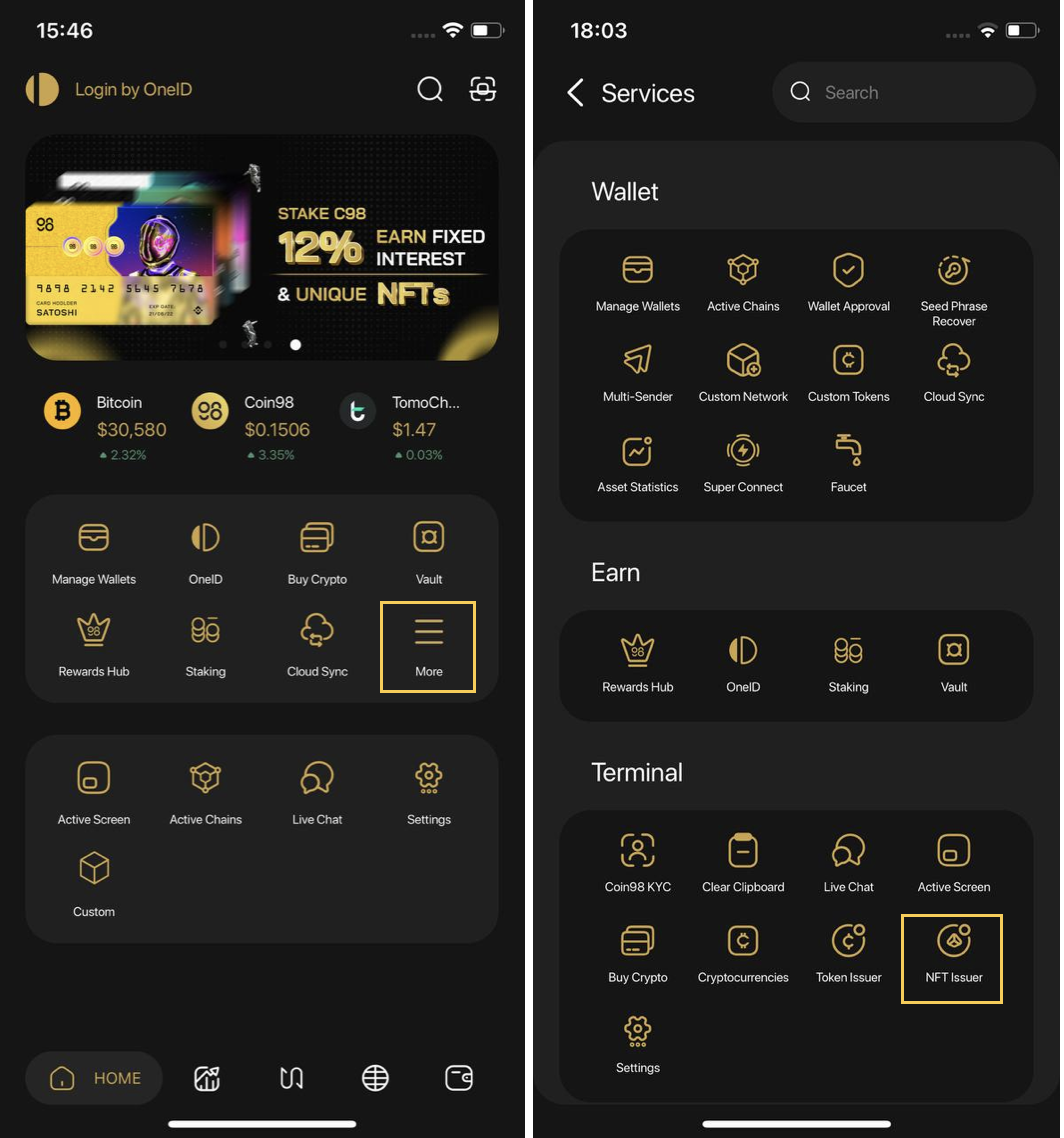 15:46
Login by OneID
98
STAKE C98
12% EARN FIXED
INTEREST
& UNIQUE NFTs
9898 2142 5645 7678
CARD HOOLDER
SATOSHI
EXP DATE:
21/08/22
Bitcoin
$30,580
2.32%
Coin98
$0.1506
3.35%
TomoCh...
$1.47
0.03%
Manage Wallets
OneID
Buy Crypto
Vault
Rewards Hub
Staking
Cloud Sync
More
Active Screen
Active Chains
Live Chat
Settings
Custom
HOME
18:03
Services
Search
Wallet
Manage Wallets
Active Chains
Wallet Approval
Seed Phrase
Recover
Multi-Sender
Custom Network
Custom Tokens
Cloud Sync
Asset Statistics
Super Connect
Faucet
Earn
Rewards Hub
OneID
Staking
Vault
Terminal
Coin98 KYC
Clear Clipboard
Live Chat
Active Screen
Buy Crypto
Cryptocurrencies
Token Issuer
NFT Issuer
Settings